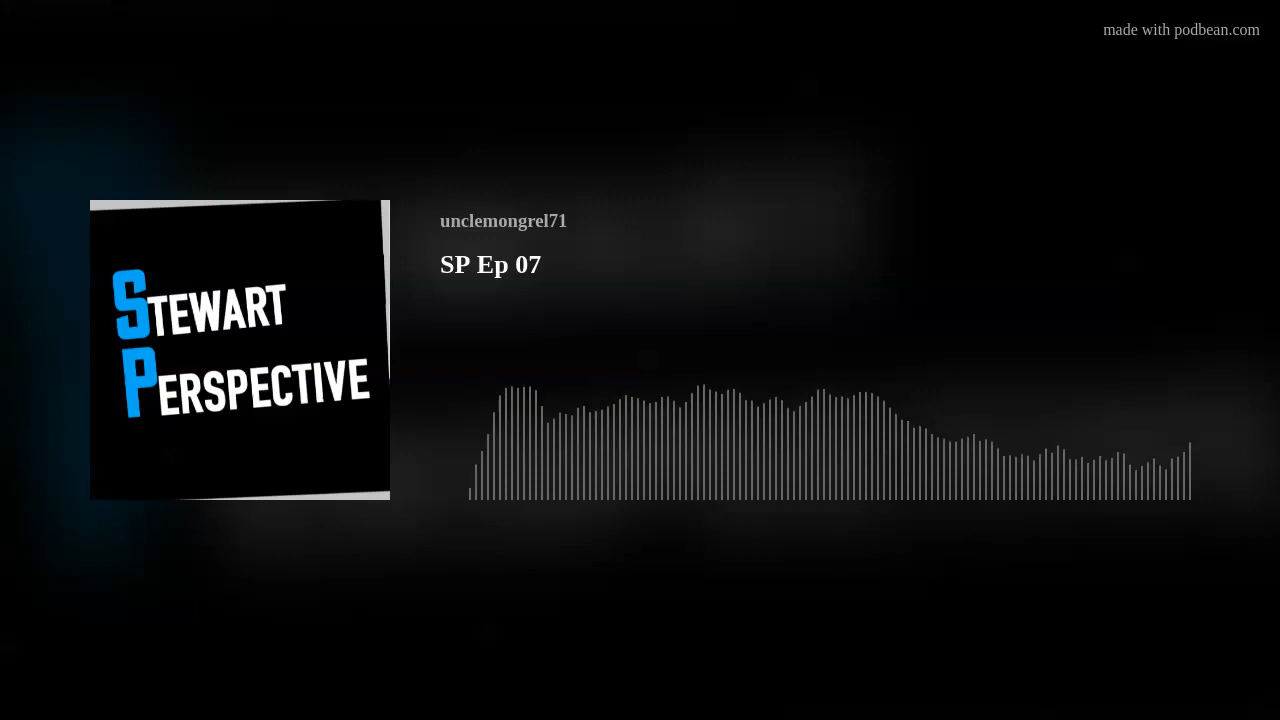 made with podbean.com
unclemongrel71
SP Ep 07
STEWART
PERSPECTIVE